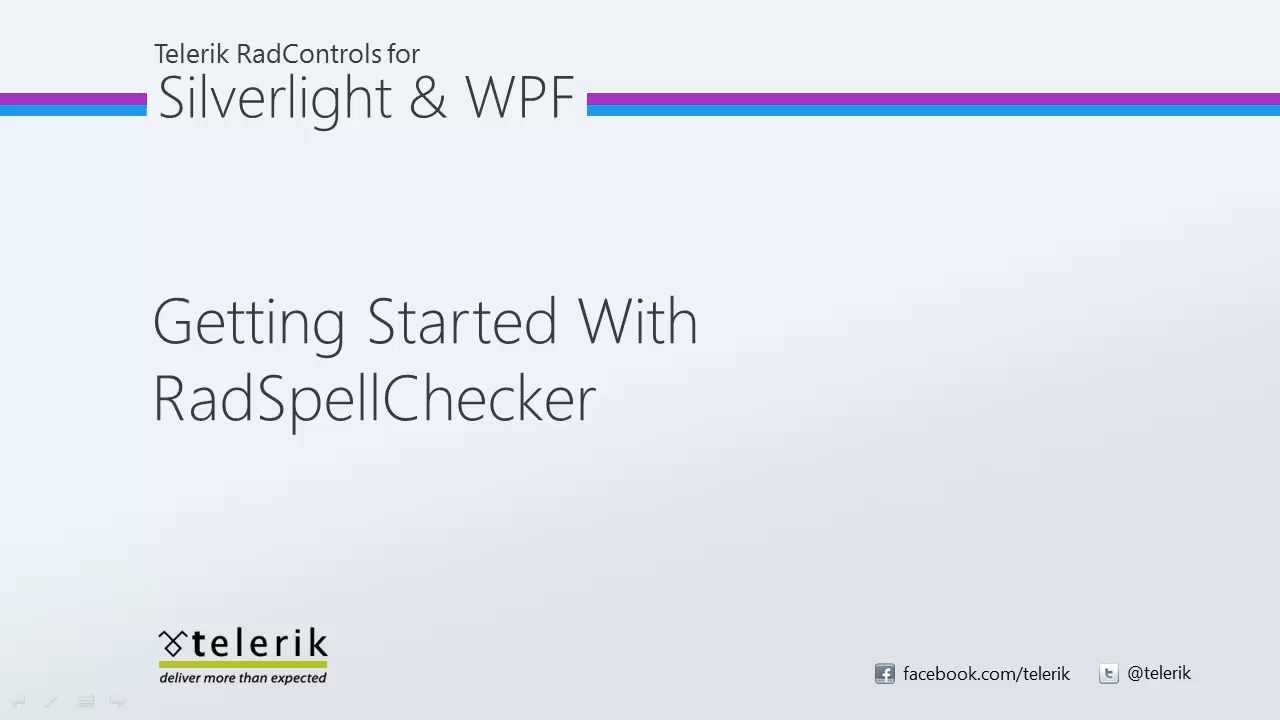 Telerik RadControls for
Silverlight & WPF
Getting Started With
RadSpellChecker
telerik
deliver more than expected
facebook.com/telerik
@telerik